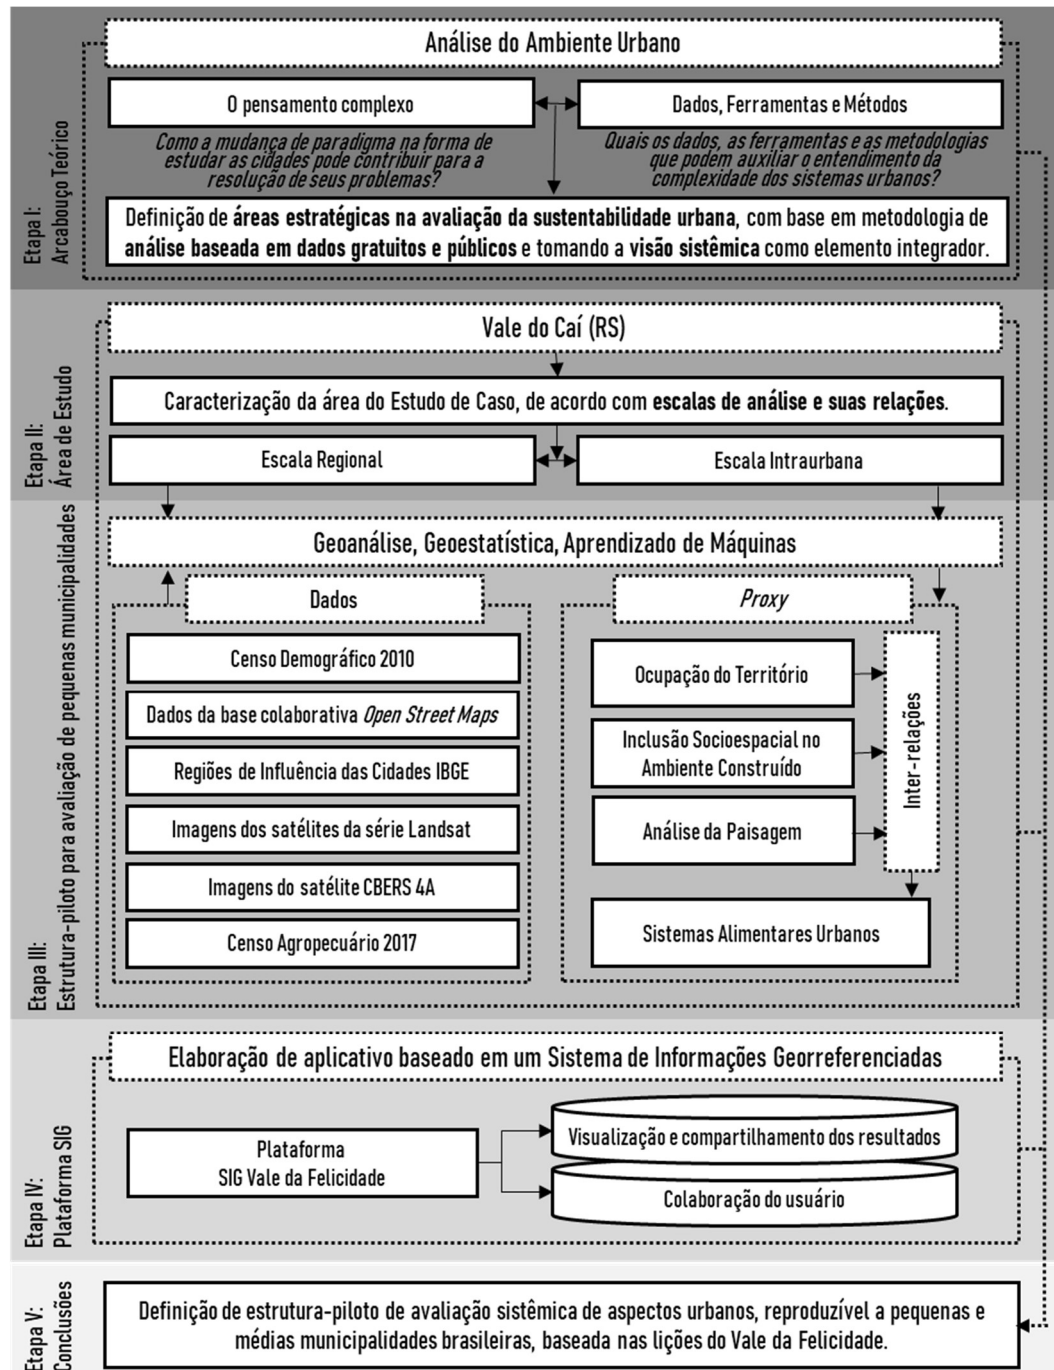 Etapa I:
Arcabouço Teórico
Análise do Ambiente Urbano
O pensamento complexo
Dados, Ferramentas e Métodos
Como a mudança de paradigma na forma de
estudar as cidades pode contribuir para a
resolução de seus problemas?
Quais os dados, as ferramentas e as metodologias
que podem auxiliar o entendimento da
complexidade dos sistemas urbanos?
Definição de áreas estratégicas na avaliação da sustentabilidade urbana, com base em metodologia de
análise baseada em dados gratuitos e públicos e tomando a visão sistêmica como elemento integrador.
Etapa II:
Área de Estudo
Vale do Caí (RS)
Caracterização da área do Estudo de Caso, de acordo com escalas de análise e suas relações.
Escala Regional
Escala Intraurbana
Etapa III:
Estrutura-piloto para avaliação de pequenas municipalidades
Geoanálise, Geoestatística, Aprendizado de Máquinas
Dados
Censo Demográfico 2010
Dados da base colaborativa Open Street Maps
Regiões de Influência das Cidades IBGE
Imagens dos satélites da série Landsat
Imagens do satélite CBERS 4A
Censo Agropecuário 2017
Proxy
Ocupação do Território
Inclusão Socioespacial no
Ambiente Construído
Análise da Paisagem
Inter-relações
Sistemas Alimentares Urbanos
Etapa IV:
Plataforma SIG
Elaboração de aplicativo baseado em um Sistema de Informações Georreferenciadas
Plataforma
SIG Vale da Felicidade
Visualização e compartilhamento dos resultados
Colaboração do usuário
Etapa V:
Conclusões
Definição de estrutura-piloto de avaliação sistêmica de aspectos urbanos, reproduzível a pequenas e
médias municipalidades brasileiras, baseada nas lições do Vale da Felicidade.